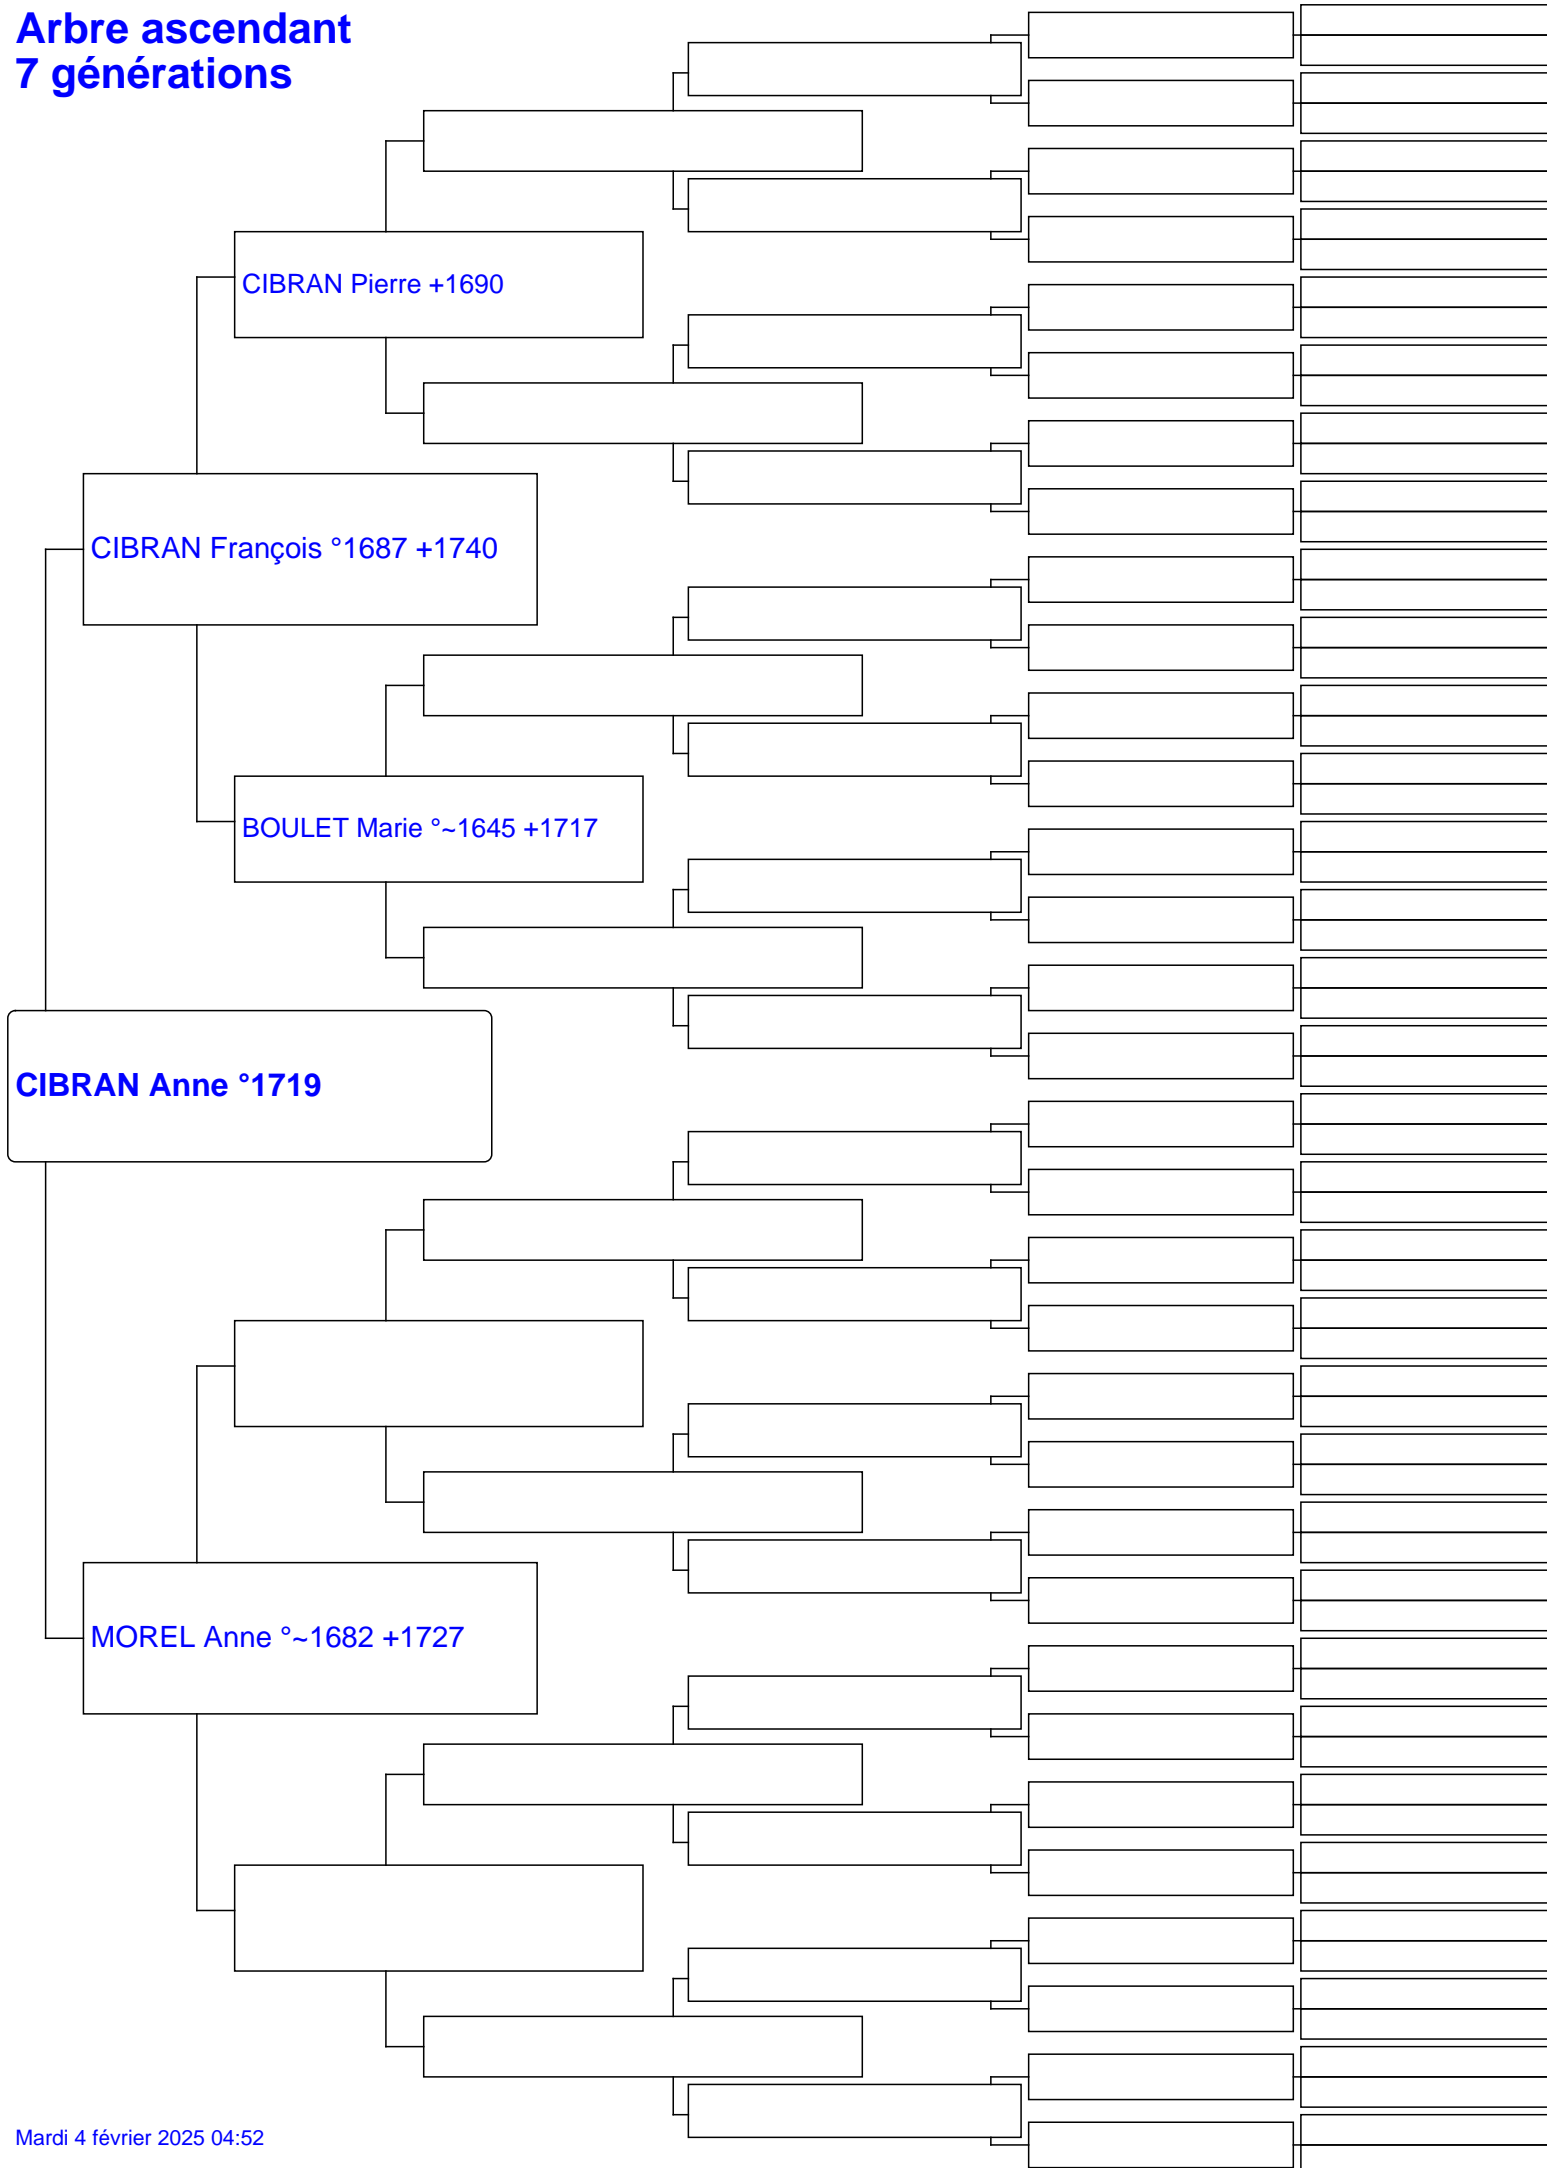 Arbre ascendant
7 générations
CIBRAN Pierre +1690
CIBRAN François °1687 +1740
BOULET Marie °~1645 +1717
CIBRAN Anne °1719
MOREL Anne °~1682 +1727
Mardi 4 février 2025 04:52